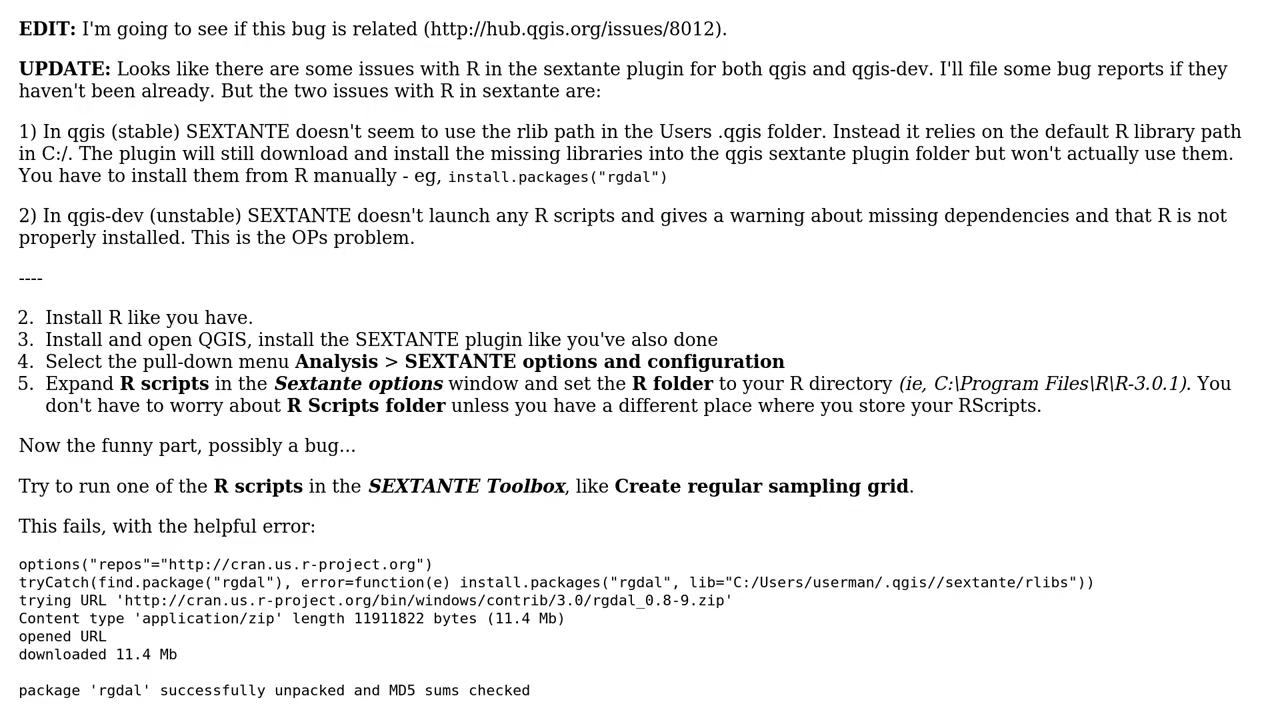 EDIT: I'm going to see if this bug is related (http://hub.qgis.org/issues/8012).
UPDATE: Looks like there are some issues with R in the sextante plugin for both qgis and qgis-dev. I'll file some bug reports if they
haven't been already. But the two issues with R in sextante are:
1) In qgis (stable) SEXTANTE doesn't seem to use the rlib path in the Users .qgis folder. Instead it relies on the default R library path
in C:/. The plugin will still download and install the missing libraries into the qgis sextante plugin folder but won't actually use them.
You have to install them from R manually - eg, install.packages("rgdal")
2) In qgis-dev (unstable) SEXTANTE doesn't launch any R scripts and gives a warning about missing dependencies and that R is not
properly installed. This is the OPs problem.
----
2. Install R like you have.
3. Install and open QGIS, install the SEXTANTE plugin like you've also done
4. Select the pull-down menu Analysis > SEXTANTE options and configuration
5. Expand R scripts in the Sextante options window and set the R folder to your R directory (ie, C:\Program Files\R\R-3.0.1). You
don't have to worry about R Scripts folder unless you have a different place where you store your RScripts.
Now the funny part, possibly a bug...
Try to run one of the R scripts in the SEXTANTE Toolbox, like Create regular sampling grid.
This fails, with the helpful error:
options("repos"="http://cran.us.r-project.org")
tryCatch(find.package("rgdal"), error=function(e) install.packages("rgdal", lib="C:/Users/userman/.qgis//sextante/rlibs"))
trying URL 'http://cran.us.r-project.org/bin/windows/contrib/3.0/rgdal_0.8-9.zip'
Content type 'application/zip' length 11911822 bytes (11.4 Mb)
opened URL
downloaded 11.4 Mb
package 'rgdal' successfully unpacked and MD5 sums checked